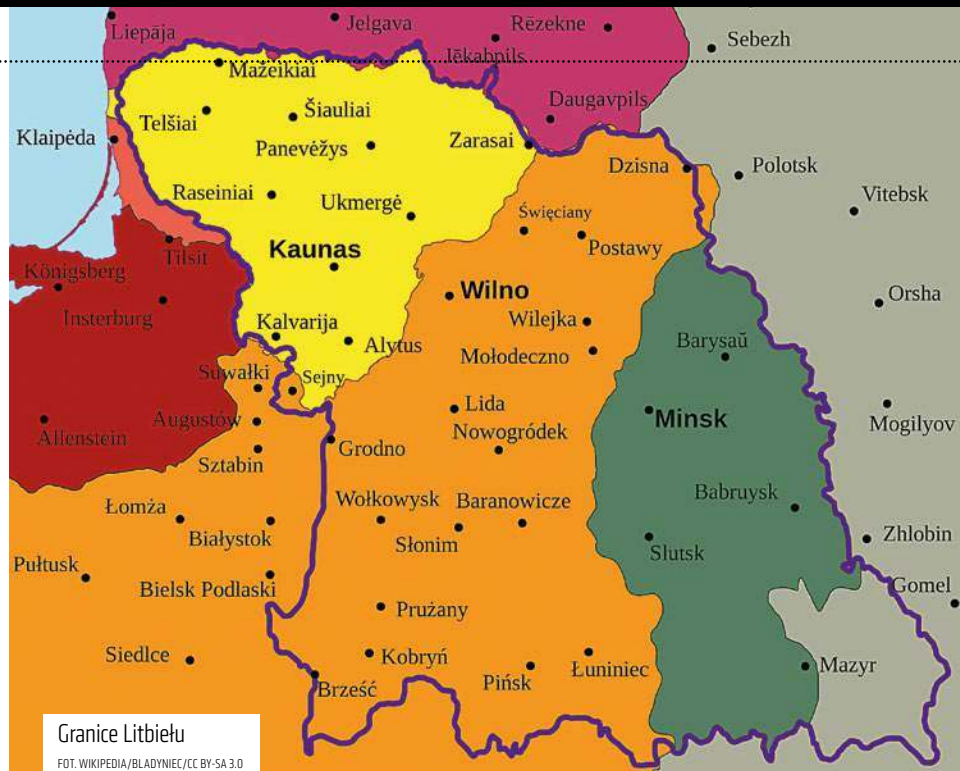 Liepāja
Jelgava
Rēzekne
Sebezh
Jēkabpils
Mažeikiai
Daugavpils
Telšiai
Šiauliai
Klaipėda
Panevėžys
Zarasai
Dzisna
Polotsk
Raseiniai
Ukmergė
Święciany
Vitebsk
Postawy
Kaunas
Tilsit
Königsberg
Wilno
Orsha
Insterburg
Wilejka
Kalvarija
Alytus
Mołodeczno
Barysaŭ
Suwałki
Sejny
Lida
Minsk
Augustów
Nowogródek
Mogilyov
Allenstein
Grodno
Sztabin
Wołkowysk
Baranowicze
Babruysk
Łomża
Białystok
Słonim
Slutsk
Zhlobin
Pułtusk
Bielsk Podlaski
Gomel
Prużany
Siedlce
Kobryń
Łuniniec
Mazyr
Brześć
Pińsk
Granice Litbiełu
FOT. WIKIPEDIA/BLADYNIEC/CC BY-SA 3.0